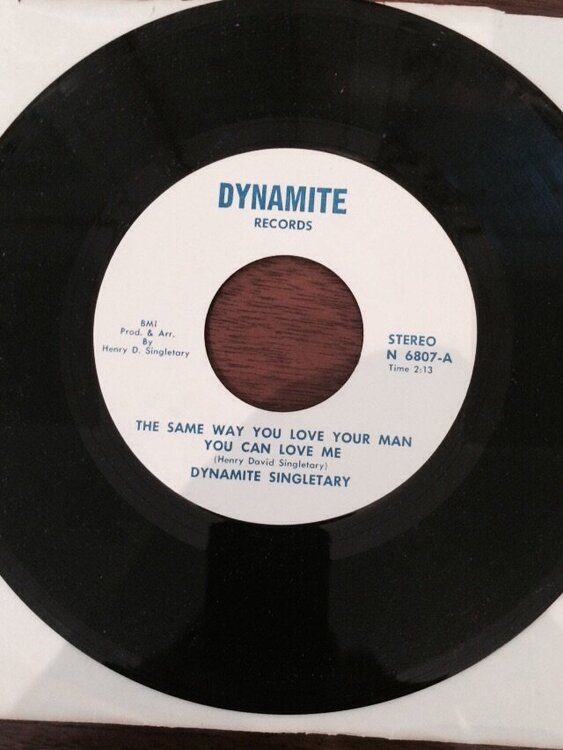 DYNAMITE
RECORDS
BMI
Prod. & Arr.
By
Henry D. Singletary
STEREO
N 6807-A
Time 2:13
THE SAME WAY YOU LOVE YOUR MAN
YOU CAN LOVE ME
(Henry David Singletary)
DYNAMITE SINGLETARY